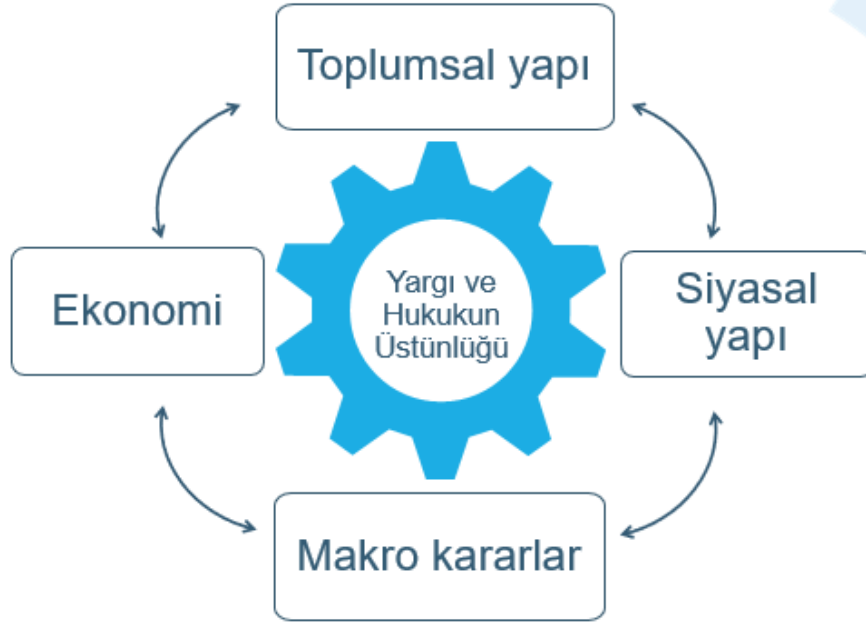 Toplumsal yapı
Ekonomi
Yargı ve
Hukukun
Üstünlüğü
Siyasal
yapı
Makro kararlar